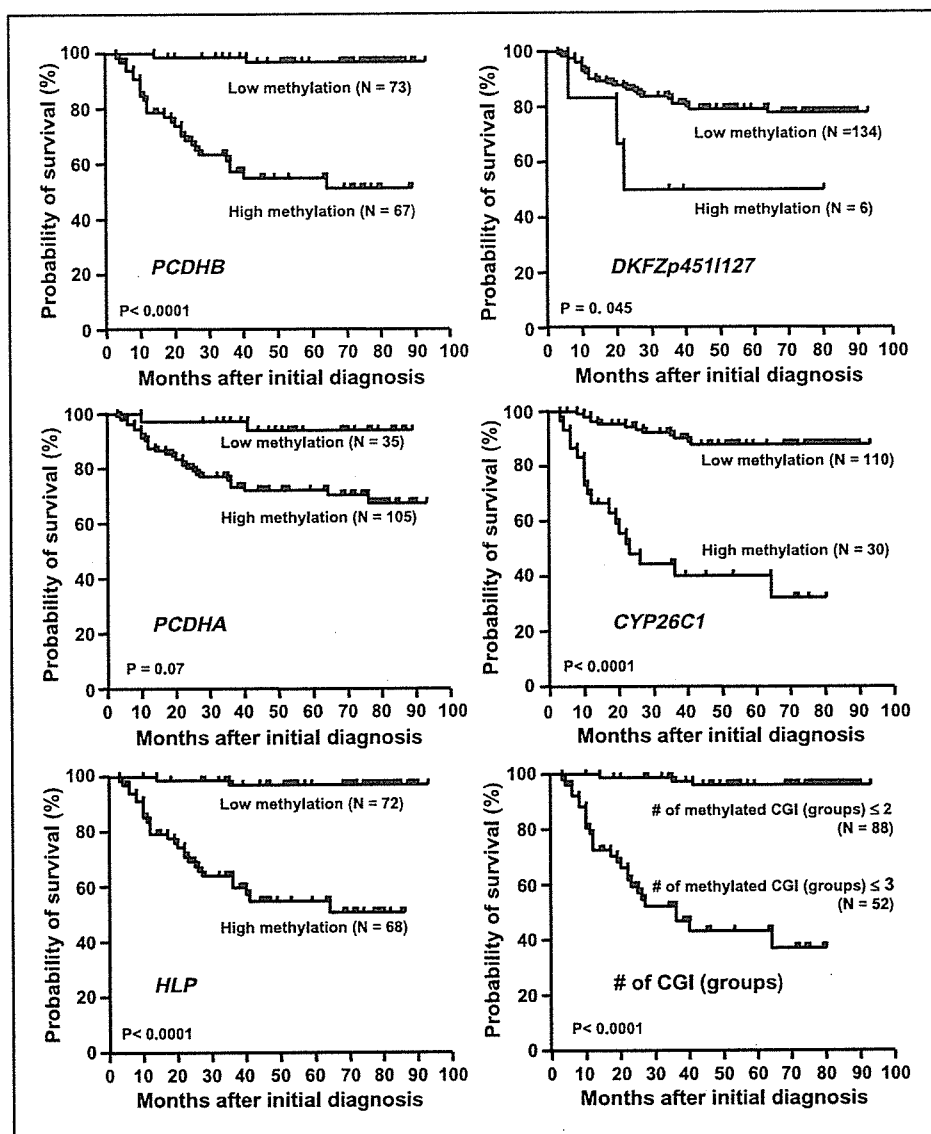 Probability of survival (%)
100
80
60
80
20
0
Low methylation (N = 73)
High methylation (N = 67)
PCDHB
P< 0.0001
0 10 20 30 40 50 60 70 80 90 100
Months after initial diagnosis
Probability of survival (%)
100
80
60
80
20
0
Low methylation (N =134)
High methylation (N = 6)
DKFZp451I127
P = 0. 045
0 10 20 30 40 50 60 70 80 90 100
Months after initial diagnosis
Probability of survival (%)
100
80
60
80
20
0
Low methylation (N = 35)
High methylation (N = 105)
PCDHA
P = 0.07
0 10 20 30 40 50 60 70 80 90 100
Months after initial diagnosis
Probability of survival (%)
100
80
60
40
20
0
Low methylation (N = 110)
High methylation (N = 30)
CYP26C1
P< 0.0001
0 10 20 30 40 50 60 70 80 90 100
Months after initial diagnosis
Probability of survival (%)
100
80
60
40
20
0
Low methylation (N = 72)
High methylation (N = 68)
HLP
P< 0.0001
0 10 20 30 40 50 60 70 80 90 100
Months after initial diagnosis
Probability of survival (%)
100
80
60
40
20
0
# of methylated CGI (groups) ≤ 2
(N = 88)
# of methylated CGI (groups) ≤ 3
(N = 52)
# of CGI (groups)
P< 0.0001
0 10 20 30 40 50 60 70 80 90 100
Months after initial diagnosis